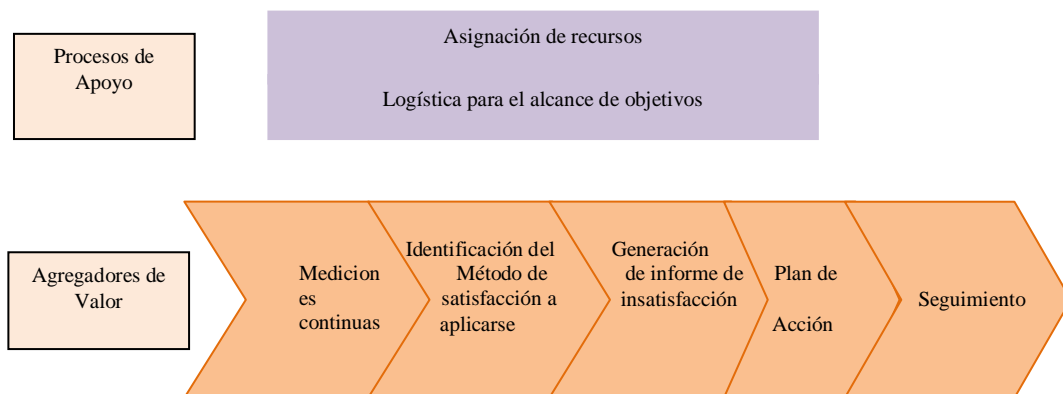 Procesos de
Apoyo
Asignación de recursos
Logística para el alcance de objetivos
Agregadores de
Valor
Medicion
es
continuas
Identificación del
Método de
satisfacción a
aplicarse
Generación
de informe de
insatisfacción
Plan de
Acción
Seguimiento